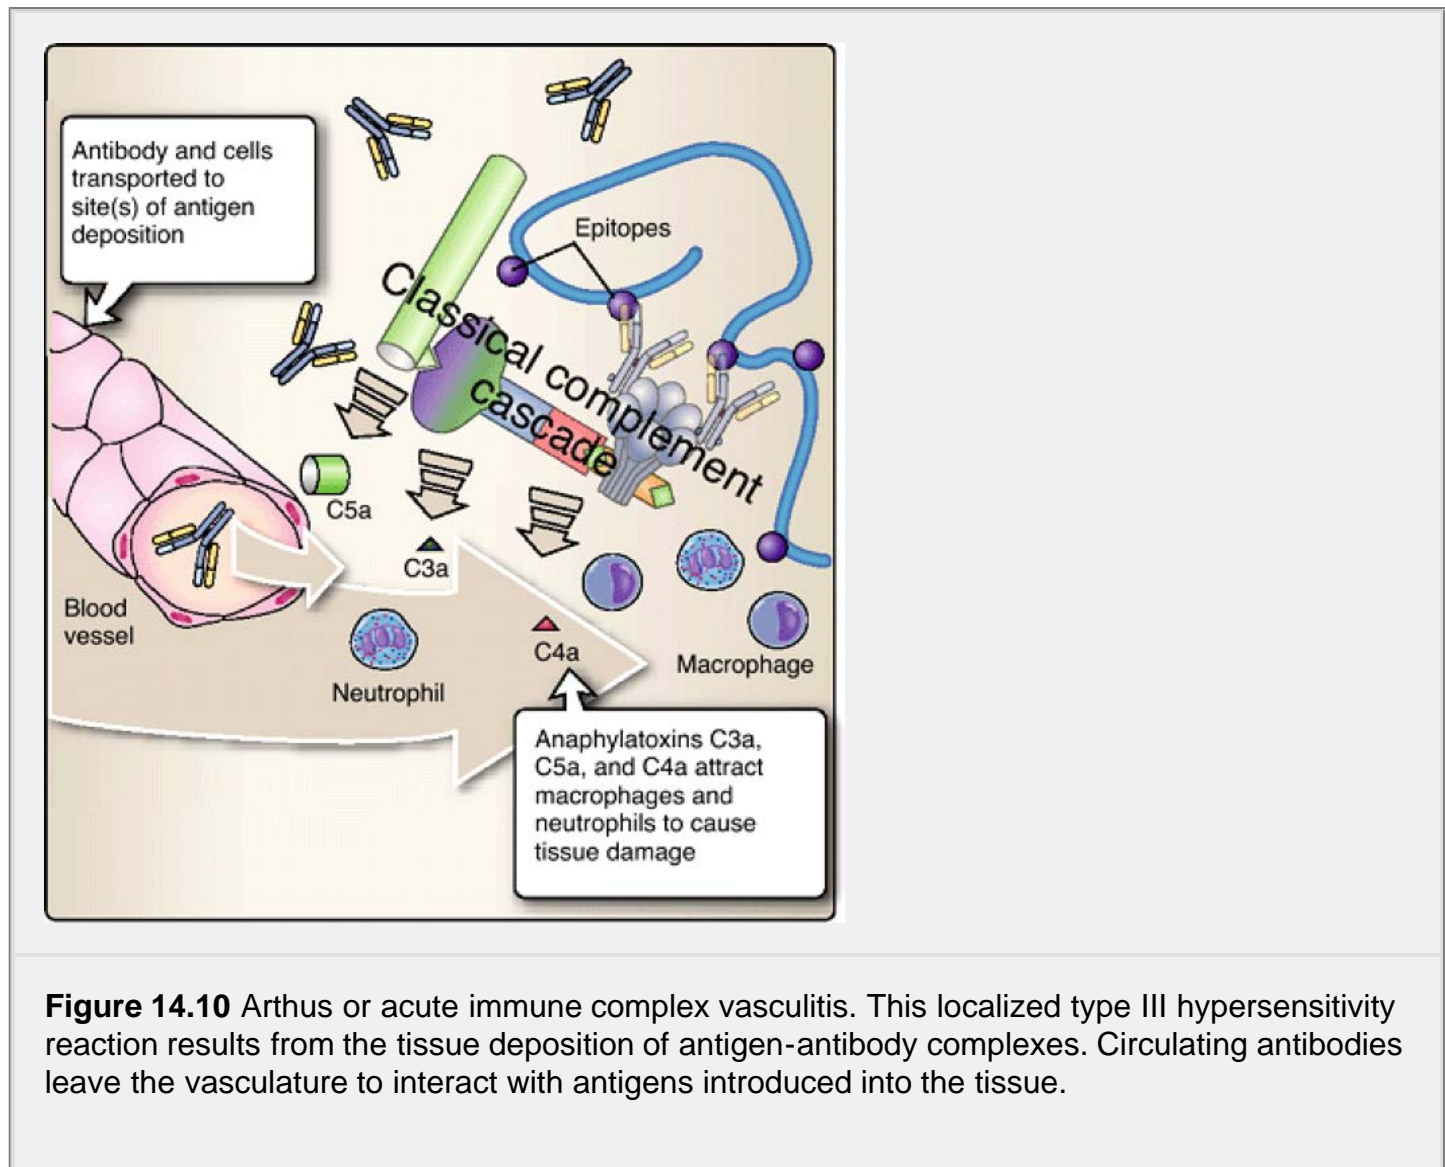 Antibody and cells
transported to
site(s) of antigen
deposition
Epitopes
Classical complement
cascade
C5a
C3a
Blood
vessel
C4a
Neutrophil
Macrophage
Anaphylatoxins C3a,
C5a, and C4a attract
macrophages and
neutrophils to cause
tissue damage
Figure 14.10 Arthus or acute immune complex vasculitis. This localized type III hypersensitivity
reaction results from the tissue deposition of antigen-antibody complexes. Circulating antibodies
leave the vasculature to interact with antigens introduced into the tissue.